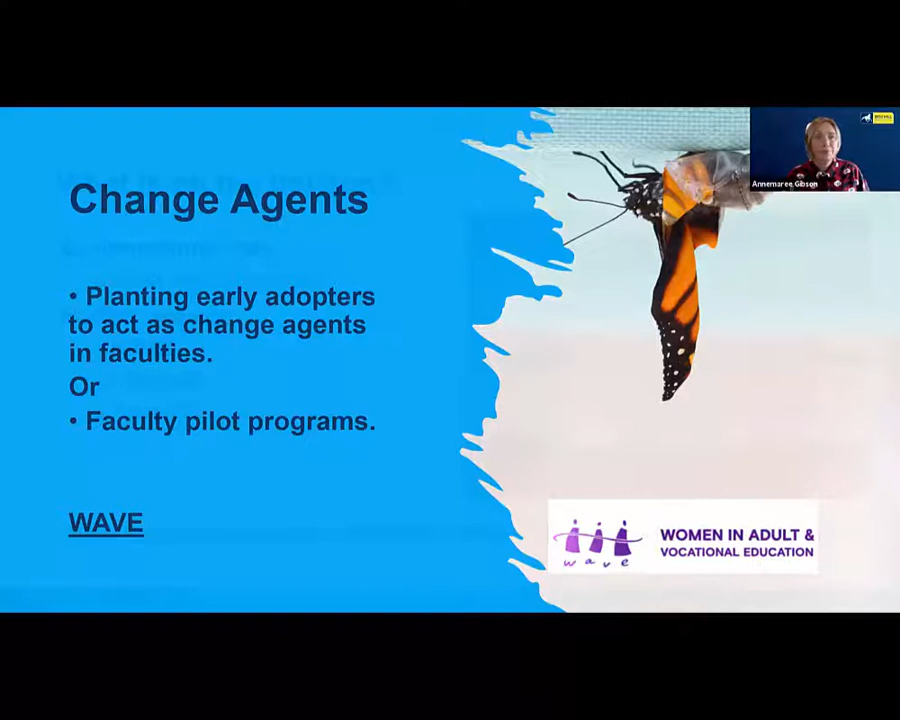 Change Agents
• Planting early adopters
to act as change agents
in faculties.
Or
• Faculty pilot programs.
WAVE
Annemaree Gibson
wave
WOMEN IN ADULT &
VOCATIONAL EDUCATION